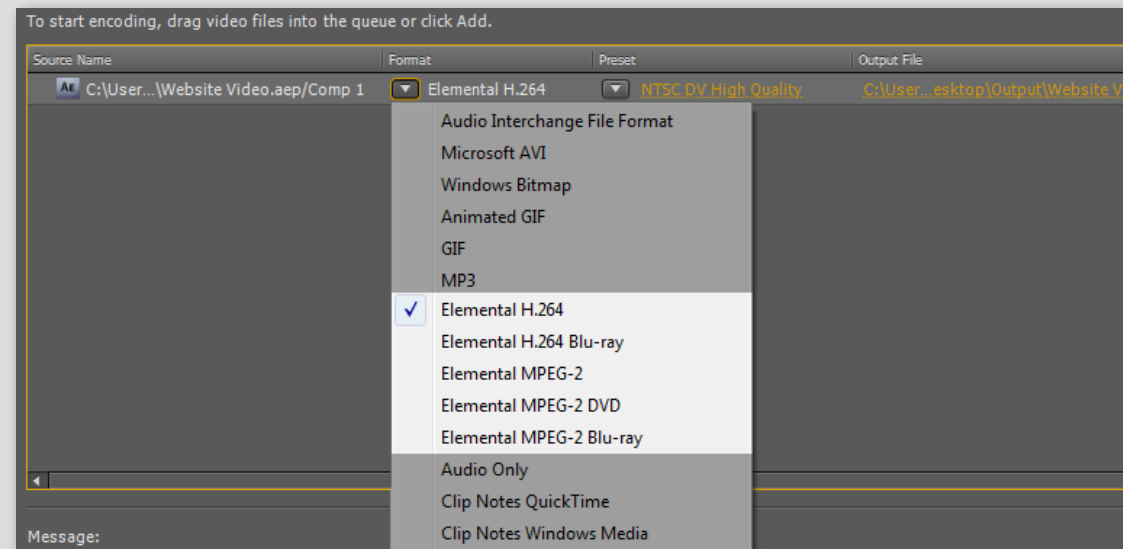 To start encoding, drag video files into the queue or click Add.
Source Name Format Preset Output File
AE C:\User...\Website Video.aep/Comp 1 Elemental H.264 NTSC DV High Quality C:\User...esktop\Output\Website V
Audio Interchange File Format
Microsoft AVI
Windows Bitmap
Animated GIF
GIF
MP3
Elemental H.264
Elemental H.264 Blu-ray
Elemental MPEG-2
Elemental MPEG-2 DVD
Elemental MPEG-2 Blu-ray
Audio Only
Clip Notes QuickTime
Clip Notes Windows Media
Message: